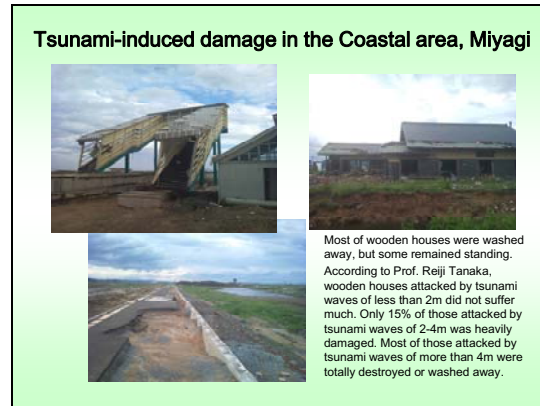 Tsunami-induced damage in the Coastal area, Miyagi
Most of wooden houses were washed
away, but some remained standing.
According to Prof. Reiji Tanaka,
wooden houses attacked by tsunami
waves of less than 2m did not suffer
much. Only 15% of those attacked by
tsunami waves of 2-4m was heavily
damaged. Most of those attacked by
tsunami waves of more than 4m were
totally destroyed or washed away.